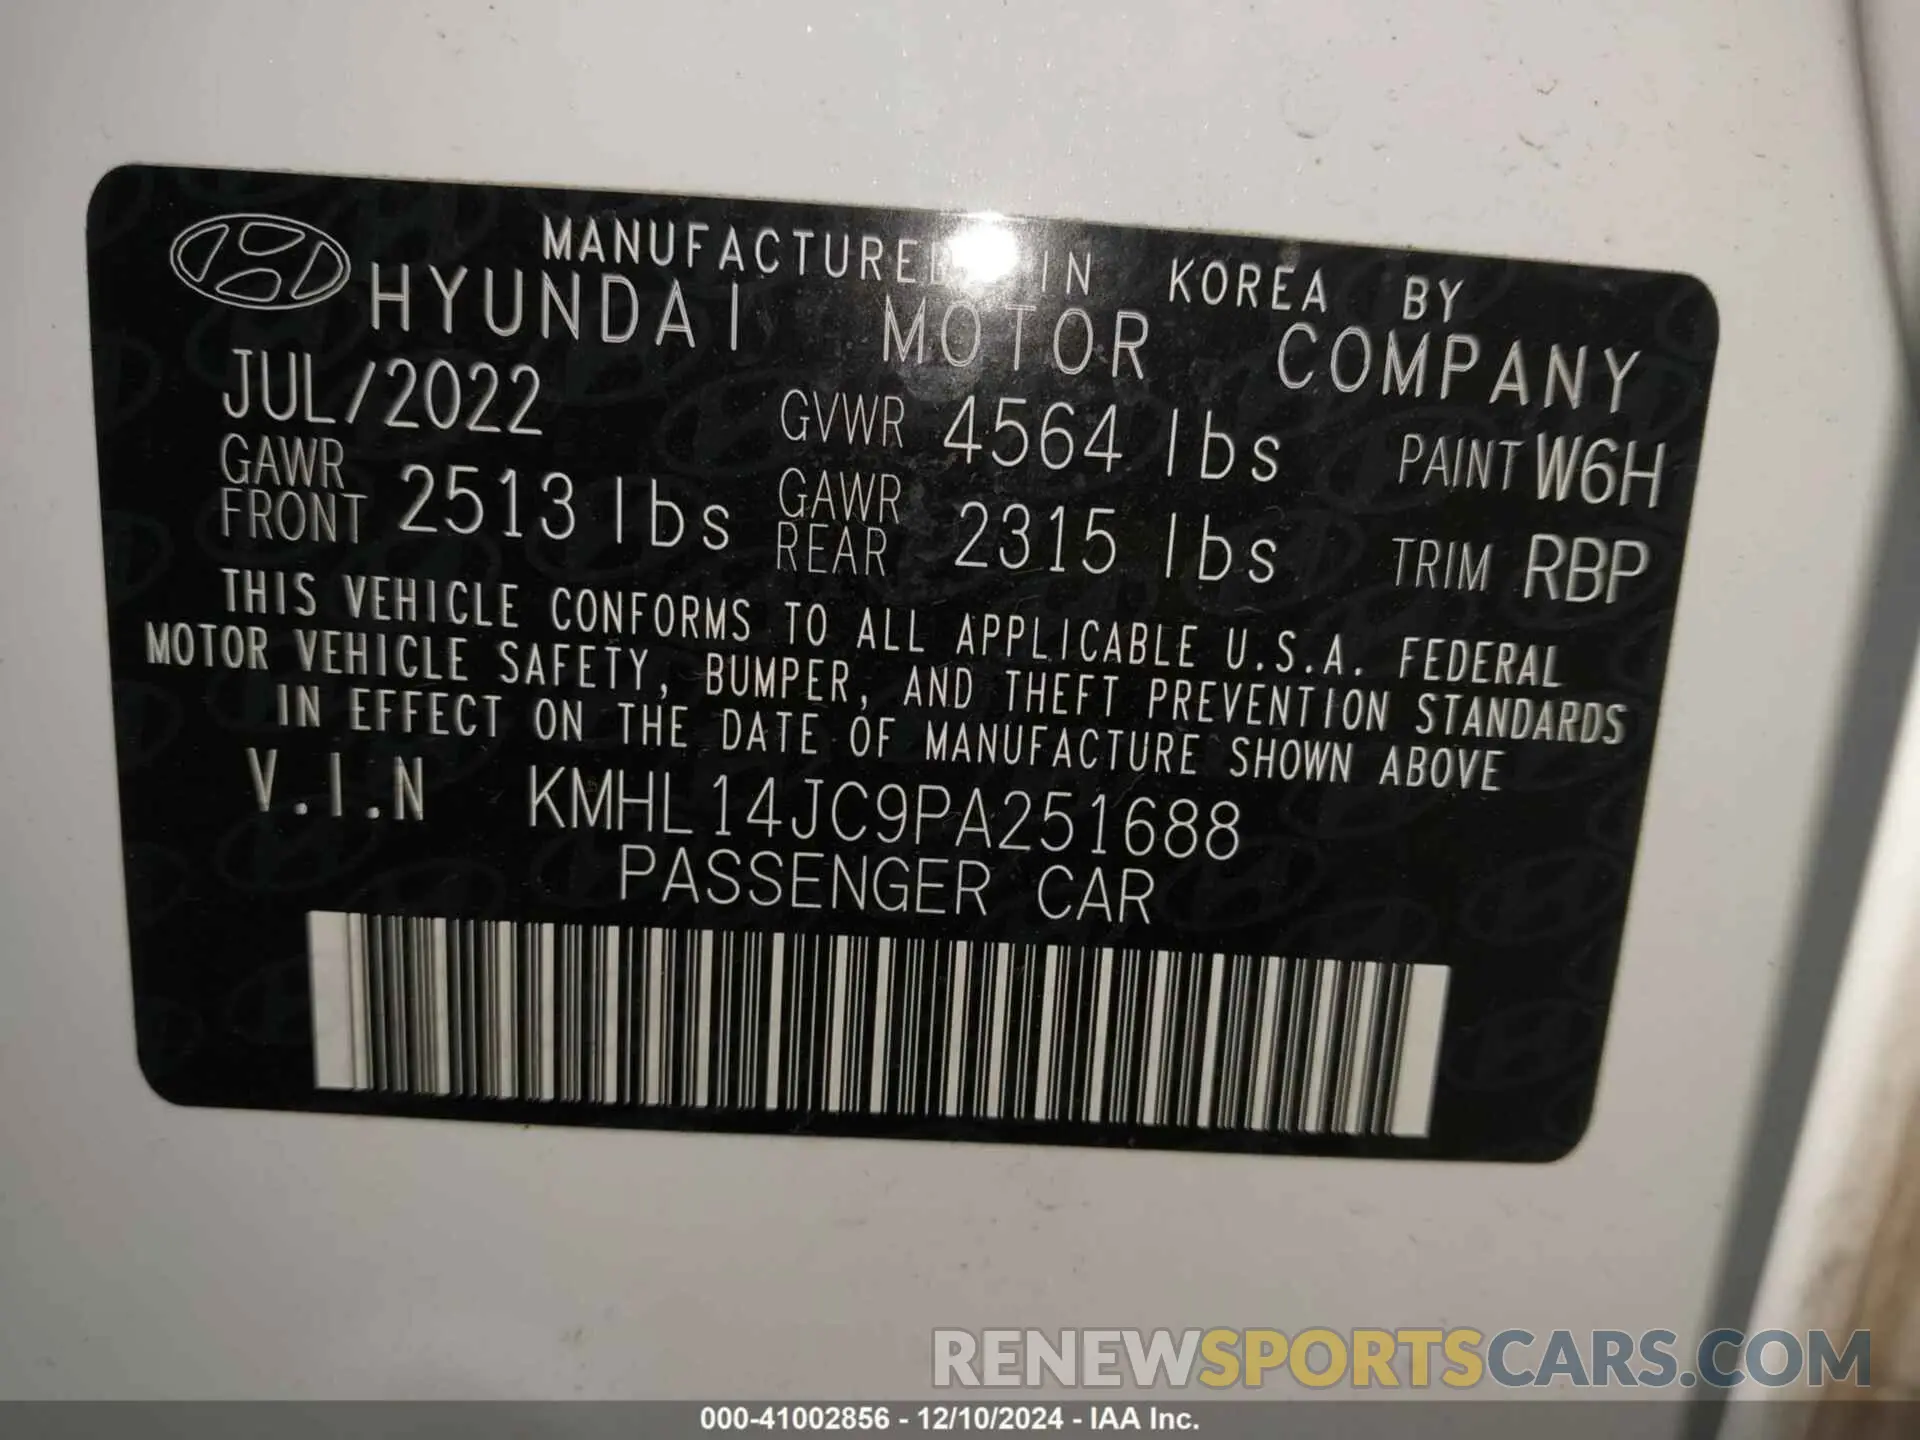 MANUFACTURED IN KOREA BY
HYUNDAI MOTOR COMPANY
JUL/2022 GVWR 4564 lbs PAINT W6H
GAWR FRONT 2513 lbs GAWR REAR 2315 lbs TRIM RBP
THIS VEHICLE CONFORMS TO ALL APPLICABLE U.S.A. FEDERAL
MOTOR VEHICLE SAFETY, BUMPER, AND THEFT PREVENTION STANDARDS
IN EFFECT ON THE DATE OF MANUFACTURE SHOWN ABOVE
V.I.N KMHL14JC9PA251688
PASSENGER CAR
RENEWSPORTSCARS.COM
000-41002856 - 12/10/2024 - IAA Inc.